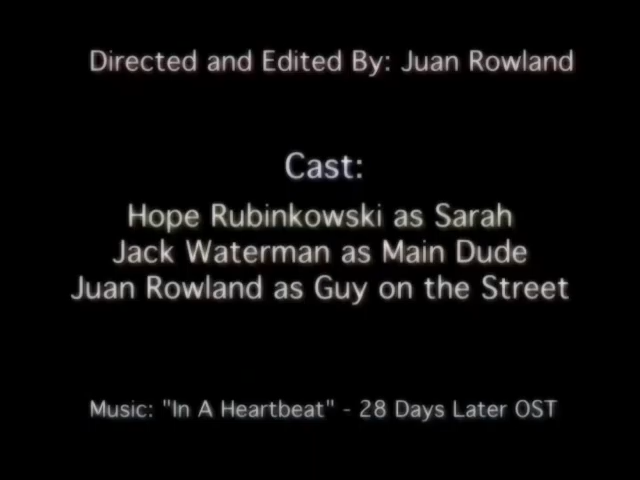 Directed and Edited By: Juan Rowland
Cast:
Hope Rubinkowski as Sarah
Jack Waterman as Main Dude
Juan Rowland as Guy on the Street
Music: "In A Heartbeat" - 28 Days Later OST